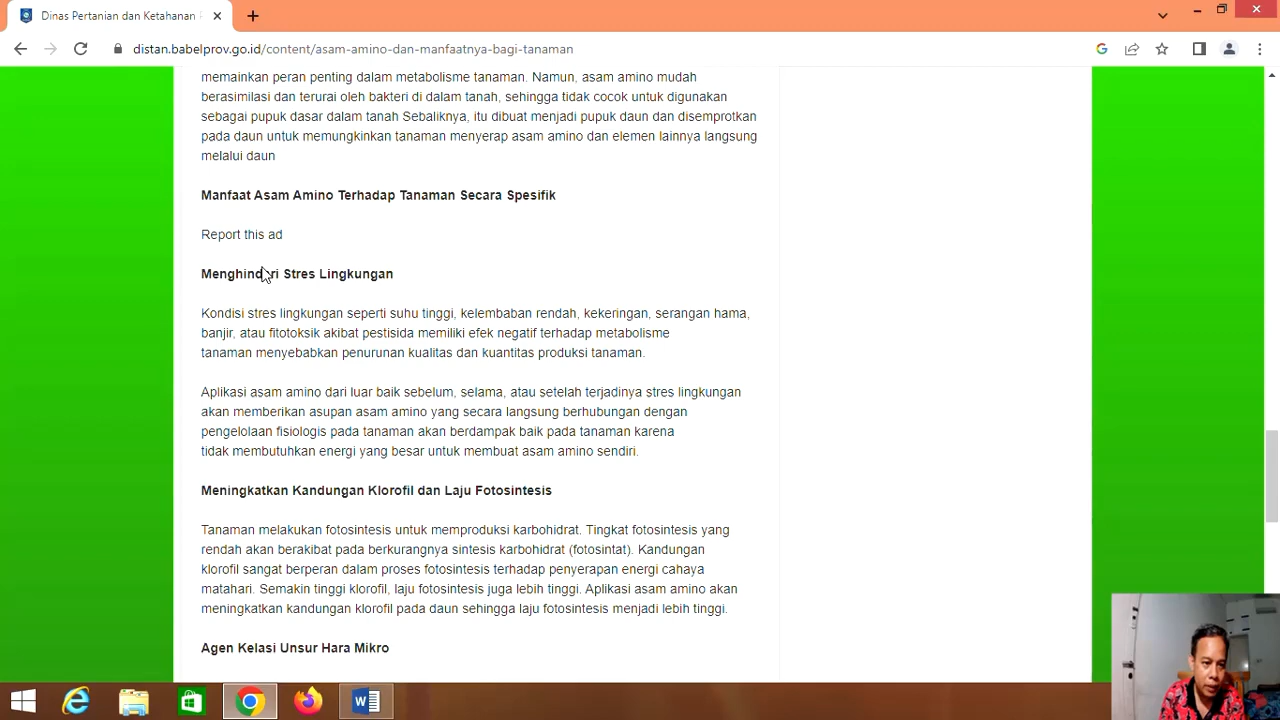 Dinas Pertanian dan Ketahanan
distan.babelprov.go.id/content/asam-amino-dan-manfaatnya-bagi-tanaman
memainkan peran penting dalam metabolisme tanaman. Namun, asam amino mudah
berasimilasi dan terurai oleh bakteri di dalam tanah, sehingga tidak cocok untuk digunakan
sebagai pupuk dasar dalam tanah Sebaliknya, itu dibuat menjadi pupuk daun dan disemprotkan
pada daun untuk memungkinkan tanaman menyerap asam amino dan elemen lainnya langsung
melalui daun
Manfaat Asam Amino Terhadap Tanaman Secara Spesifik
Report this ad
Menghindari Stres Lingkungan
Kondisi stres lingkungan seperti suhu tinggi, kelembaban rendah, kekeringan, serangan hama,
banjir, atau fitotoksik akibat pestisida memiliki efek negatif terhadap metabolisme
tanaman menyebabkan penurunan kualitas dan kuantitas produksi tanaman.
Aplikasi asam amino dari luar baik sebelum, selama, atau setelah terjadinya stres lingkungan
akan memberikan asupan asam amino yang secara langsung berhubungan dengan
pengelolaan fisiologis pada tanaman akan berdampak baik pada tanaman karena
tidak membutuhkan energi yang besar untuk membuat asam amino sendiri.
Meningkatkan Kandungan Klorofil dan Laju Fotosintesis
Tanaman melakukan fotosintesis untuk memproduksi karbohidrat. Tingkat fotosintesis yang
rendah akan berakibat pada berkurangnya sintesis karbohidrat (fotosintat). Kandungan
klorofil sangat berperan dalam proses fotosintesis terhadap penyerapan energi cahaya
matahari. Semakin tinggi klorofil, laju fotosintesis juga lebih tinggi. Aplikasi asam amino akan
meningkatkan kandungan klorofil pada daun sehingga laju fotosintesis menjadi lebih tinggi.
Agen Kelasi Unsur Hara Mikro